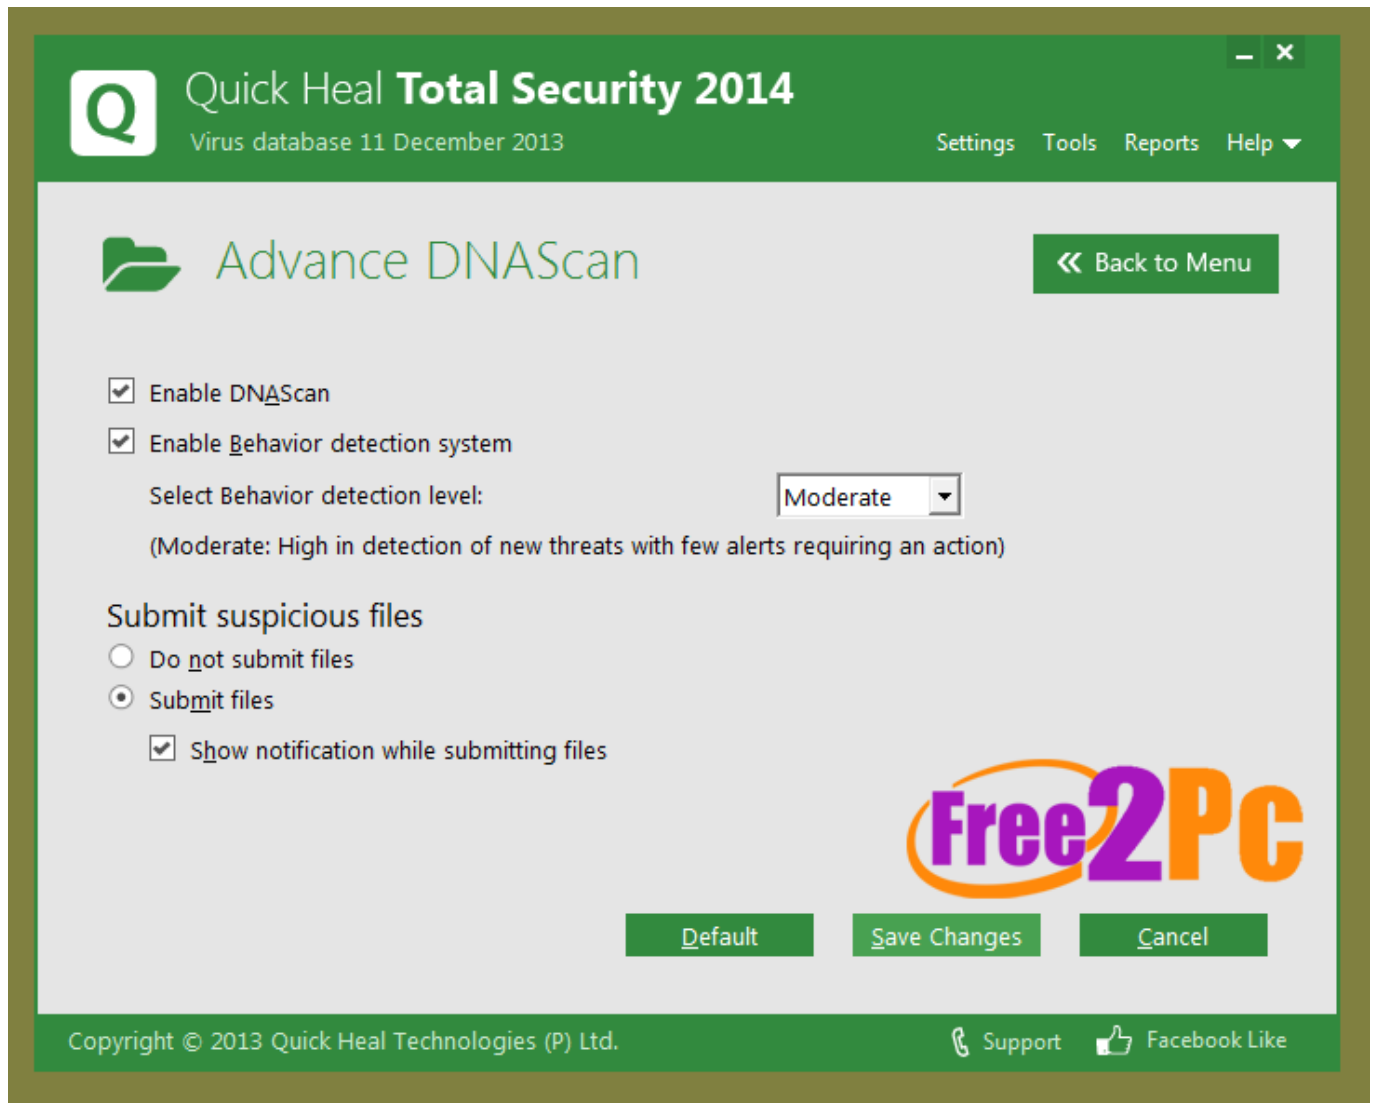 Q
Quick Heal Total Security 2014
Virus database 11 December 2013
Settings Tools Reports Help
Advance DNAScan
Back to Menu
Enable DNAScan
Enable Behavior detection system
Select Behavior detection level: Moderate
(Moderate: High in detection of new threats with few alerts requiring an action)
Submit suspicious files
Do not submit files
Submit files
Show notification while submitting files
Free2Pc
Default Save Changes Cancel
Copyright © 2013 Quick Heal Technologies (P) Ltd. Support Facebook Like